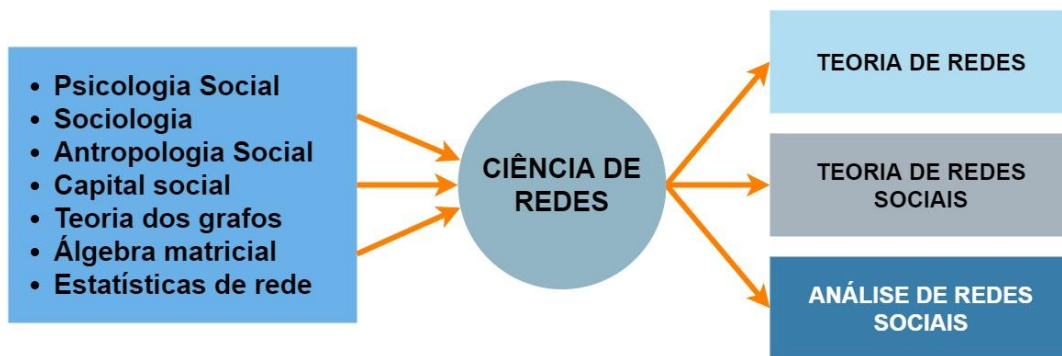 • Psicologia Social
• Sociologia
• Antropologia Social
• Capital social
• Teoria dos grafos
• Álgebra matricial
• Estatísticas de rede
CIÊNCIA DE
REDES
TEORIA DE REDES
TEORIA DE REDES
SOCIAIS
ANÁLISE DE REDES
SOCIAIS